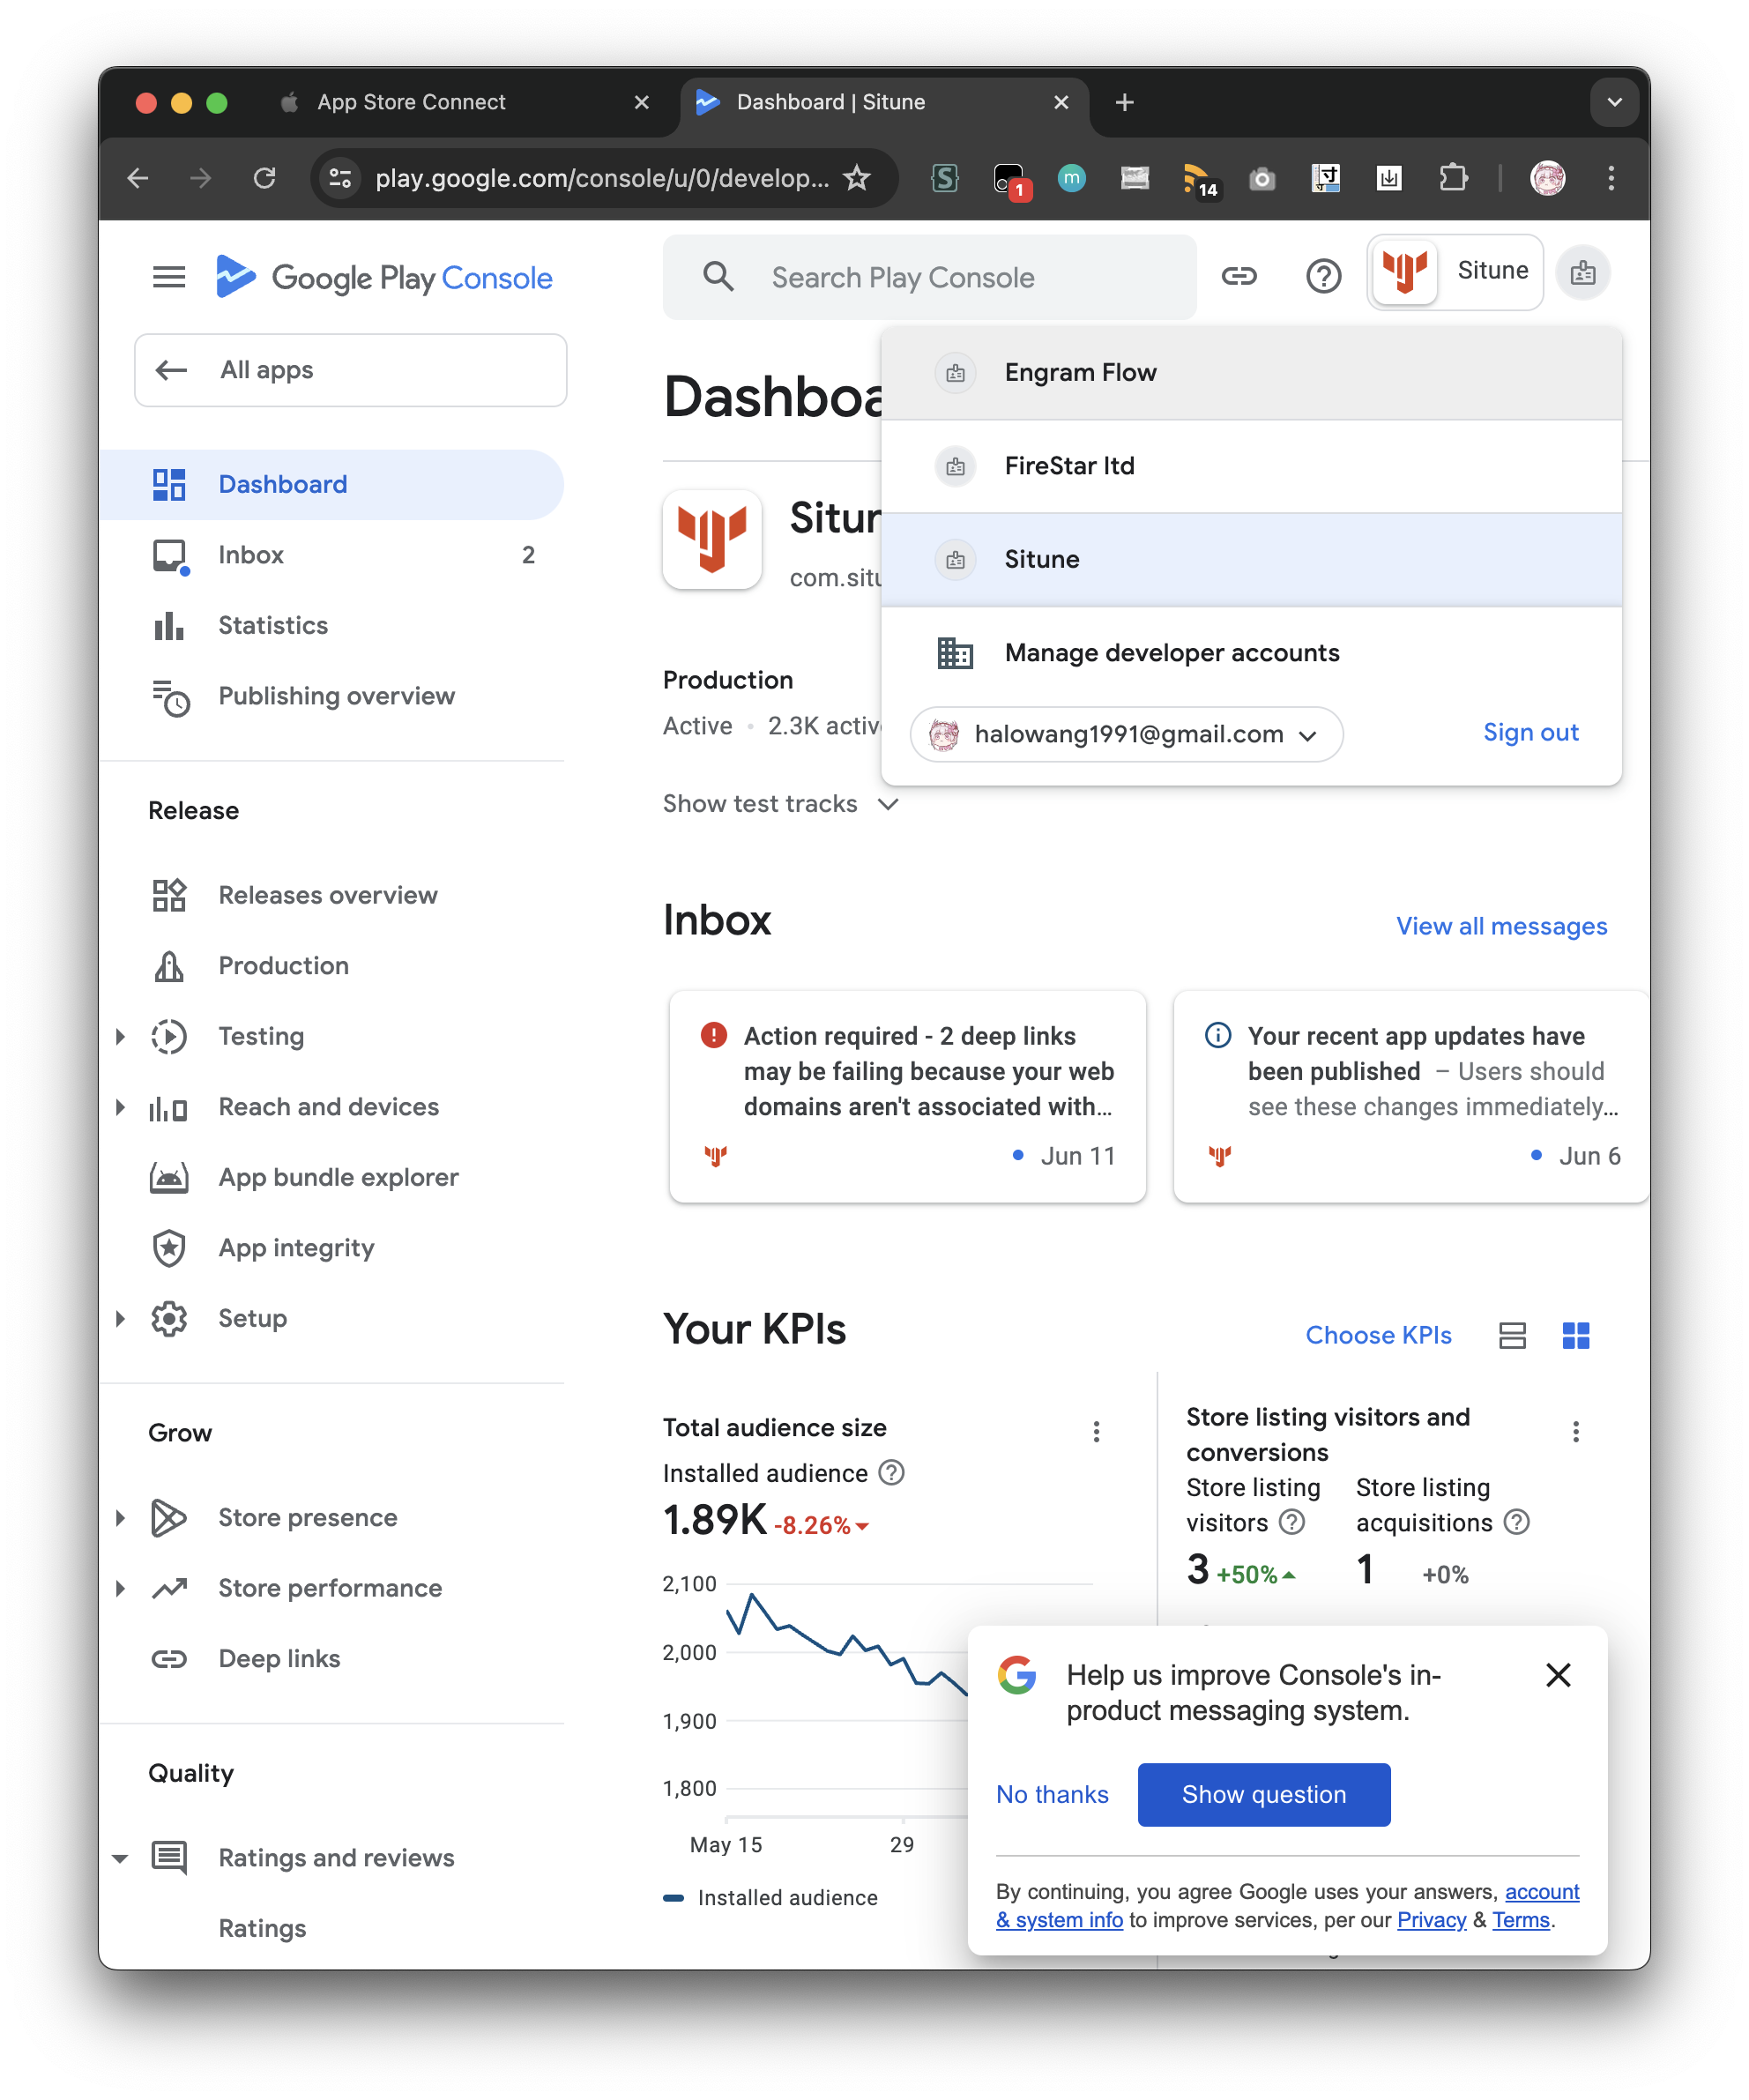 App Store Connect
Dashboard | Situne
play.google.com/console/u/0/develop...
1
m
14
寸
Google Play Console
Search Play Console
Situne
All apps
Engram Flow
FireStar ltd
Situne
Manage developer accounts
halowang1991@gmail.com
Sign out
Dashboard
Inbox 2
Statistics
Publishing overview
Release
Releases overview
Production
Testing
Reach and devices
App bundle explorer
App integrity
Setup
Grow
Store presence
Store performance
Deep links
Quality
Ratings and reviews
Ratings
Dashboa
Situn
com.situ
Production
Active • 2.3K active
Show test tracks
Inbox
View all messages
Action required - 2 deep links
may be failing because your web
domains aren't associated with...
Jun 11
Your recent app updates have
been published – Users should
see these changes immediately...
Jun 6
Your KPIs
Choose KPIs
Total audience size
Installed audience
1.89K -8.26%
2,100
2,000
1,900
1,800
May 15
29
Installed audience
Store listing visitors and
conversions
Store listing
visitors
3 +50%
Store listing
acquisitions
1 +0%
Help us improve Console's in-
product messaging system.
No thanks
Show question
By continuing, you agree Google uses your answers, account
& system info to improve services, per our Privacy & Terms.